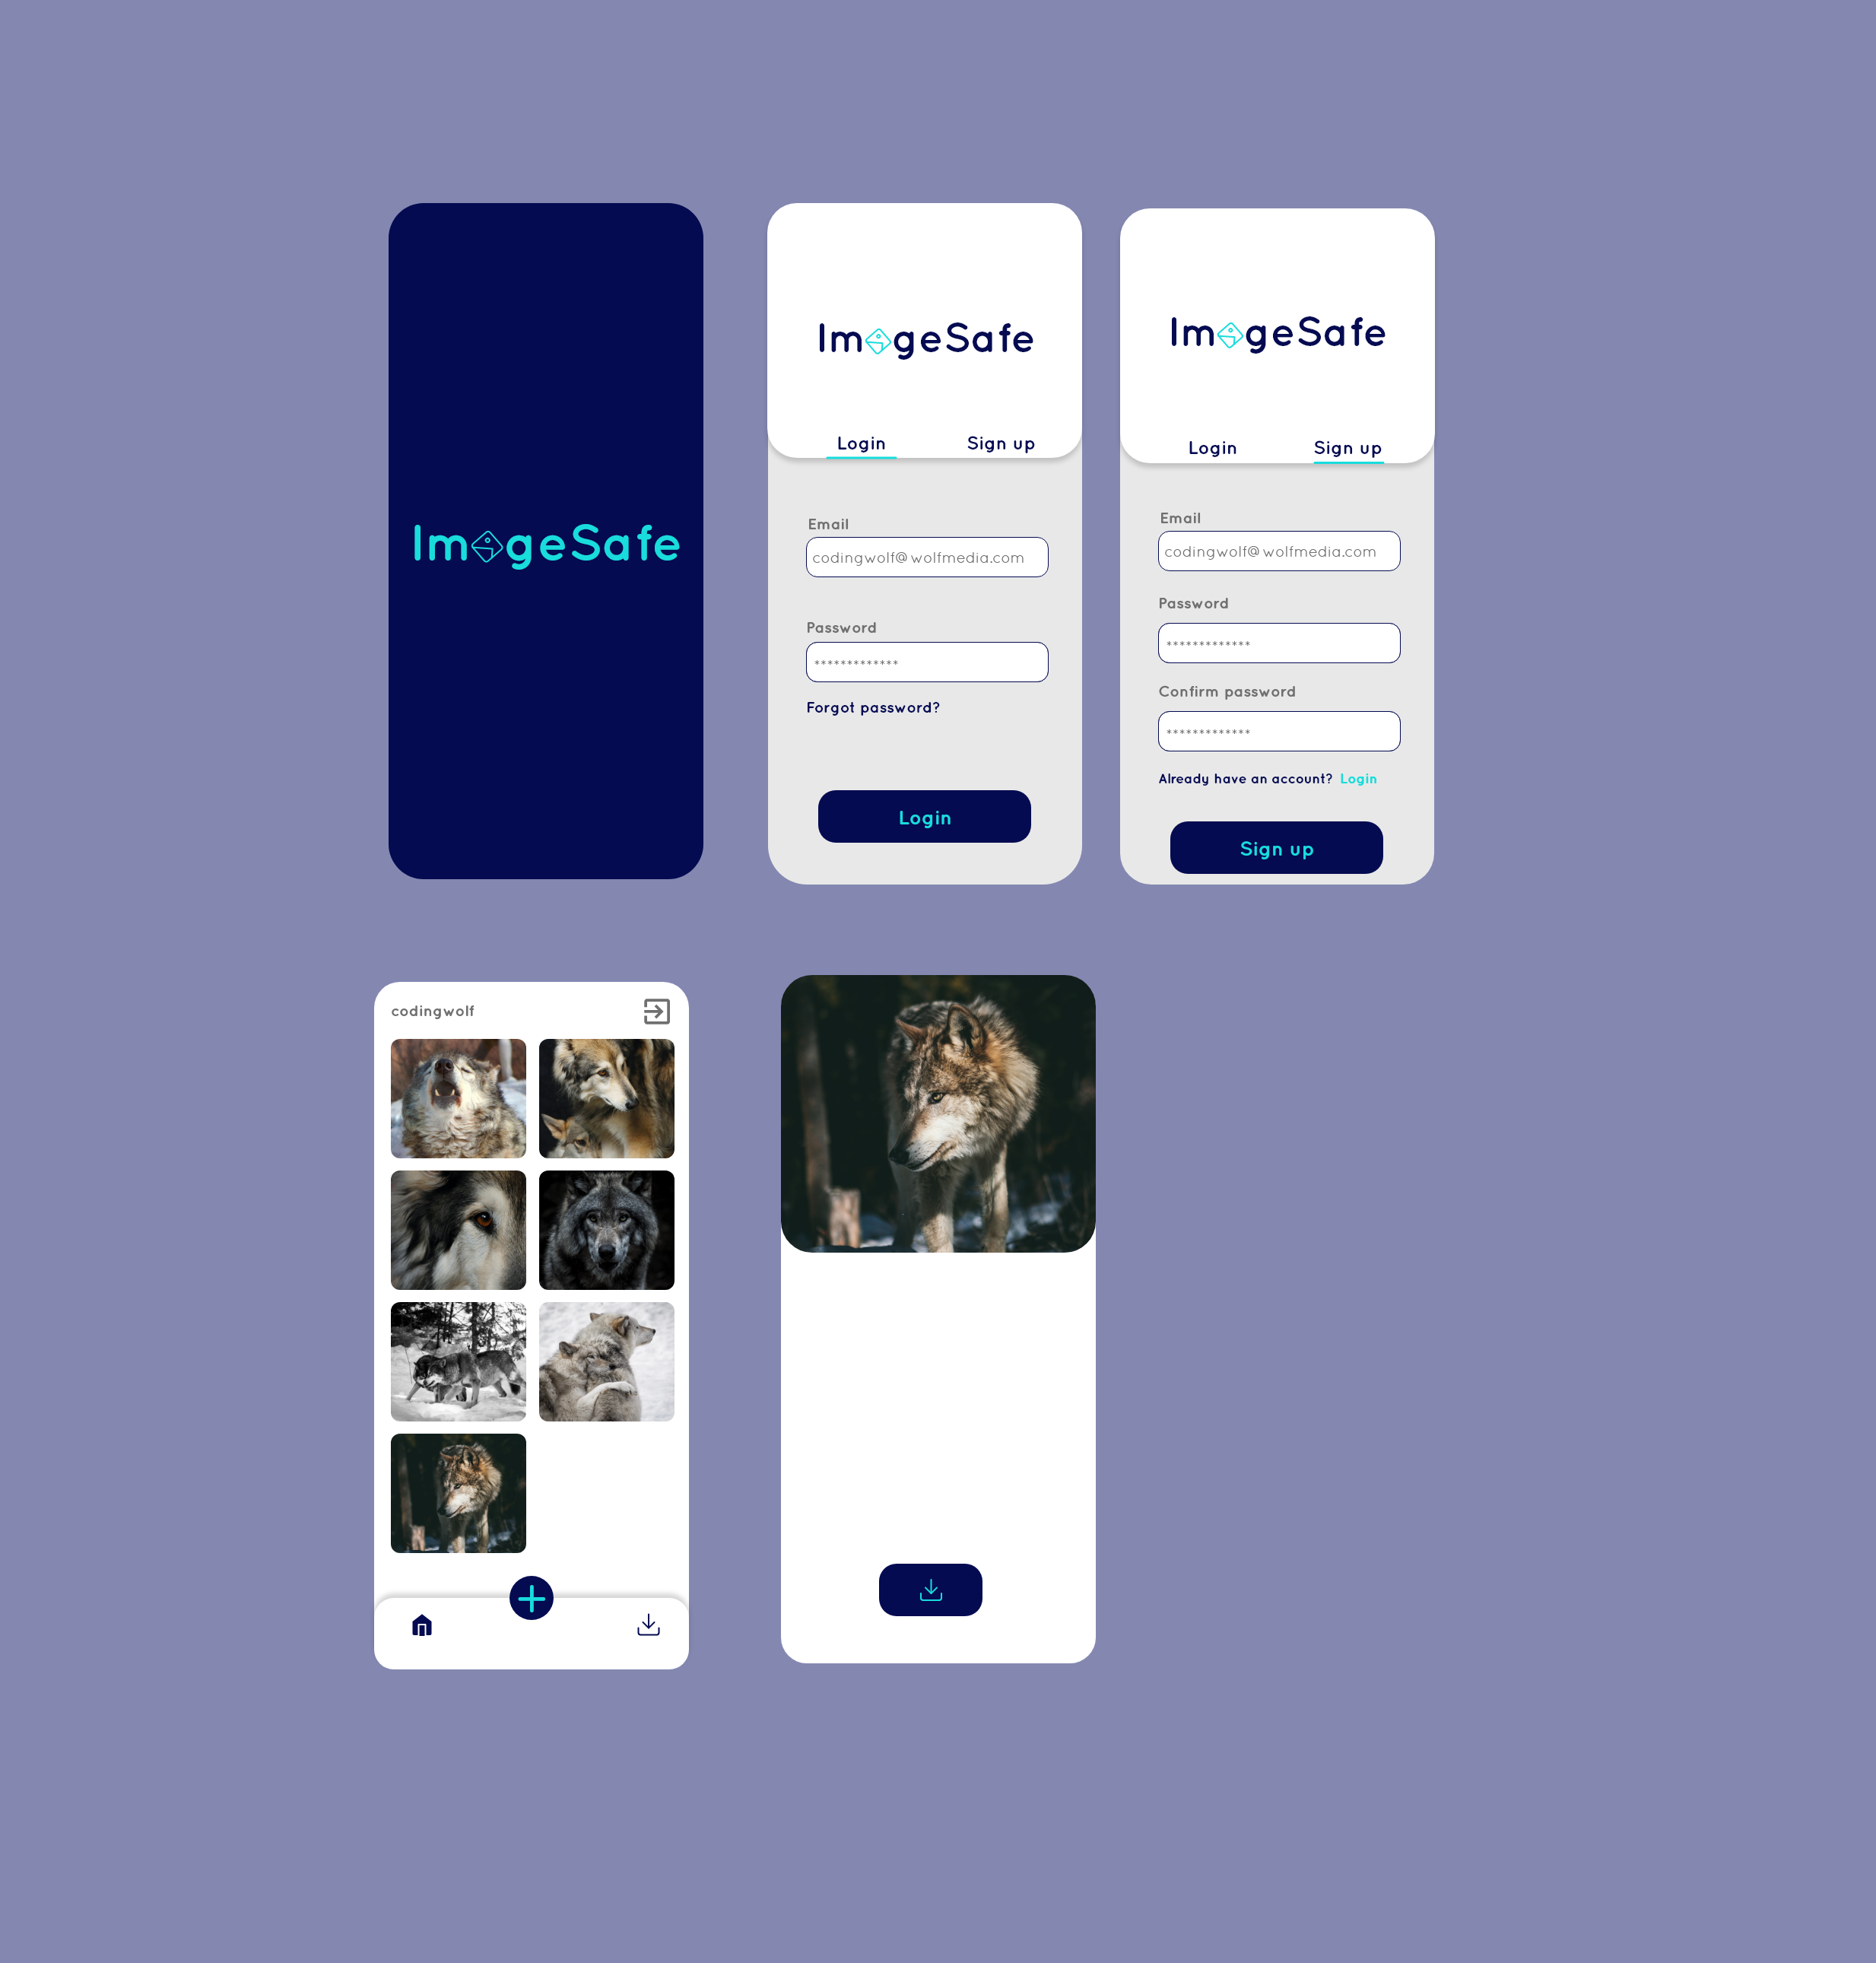 ImageSafe
ImageSafe
Login Sign up
Email
codingwolf@wolfmedia.com
Password
*************
Forgot password?
Login
ImageSafe
Login Sign up
Email
codingwolf@wolfmedia.com
Password
*************
Confirm password
*************
Already have an account? Login
Sign up
codingwolf